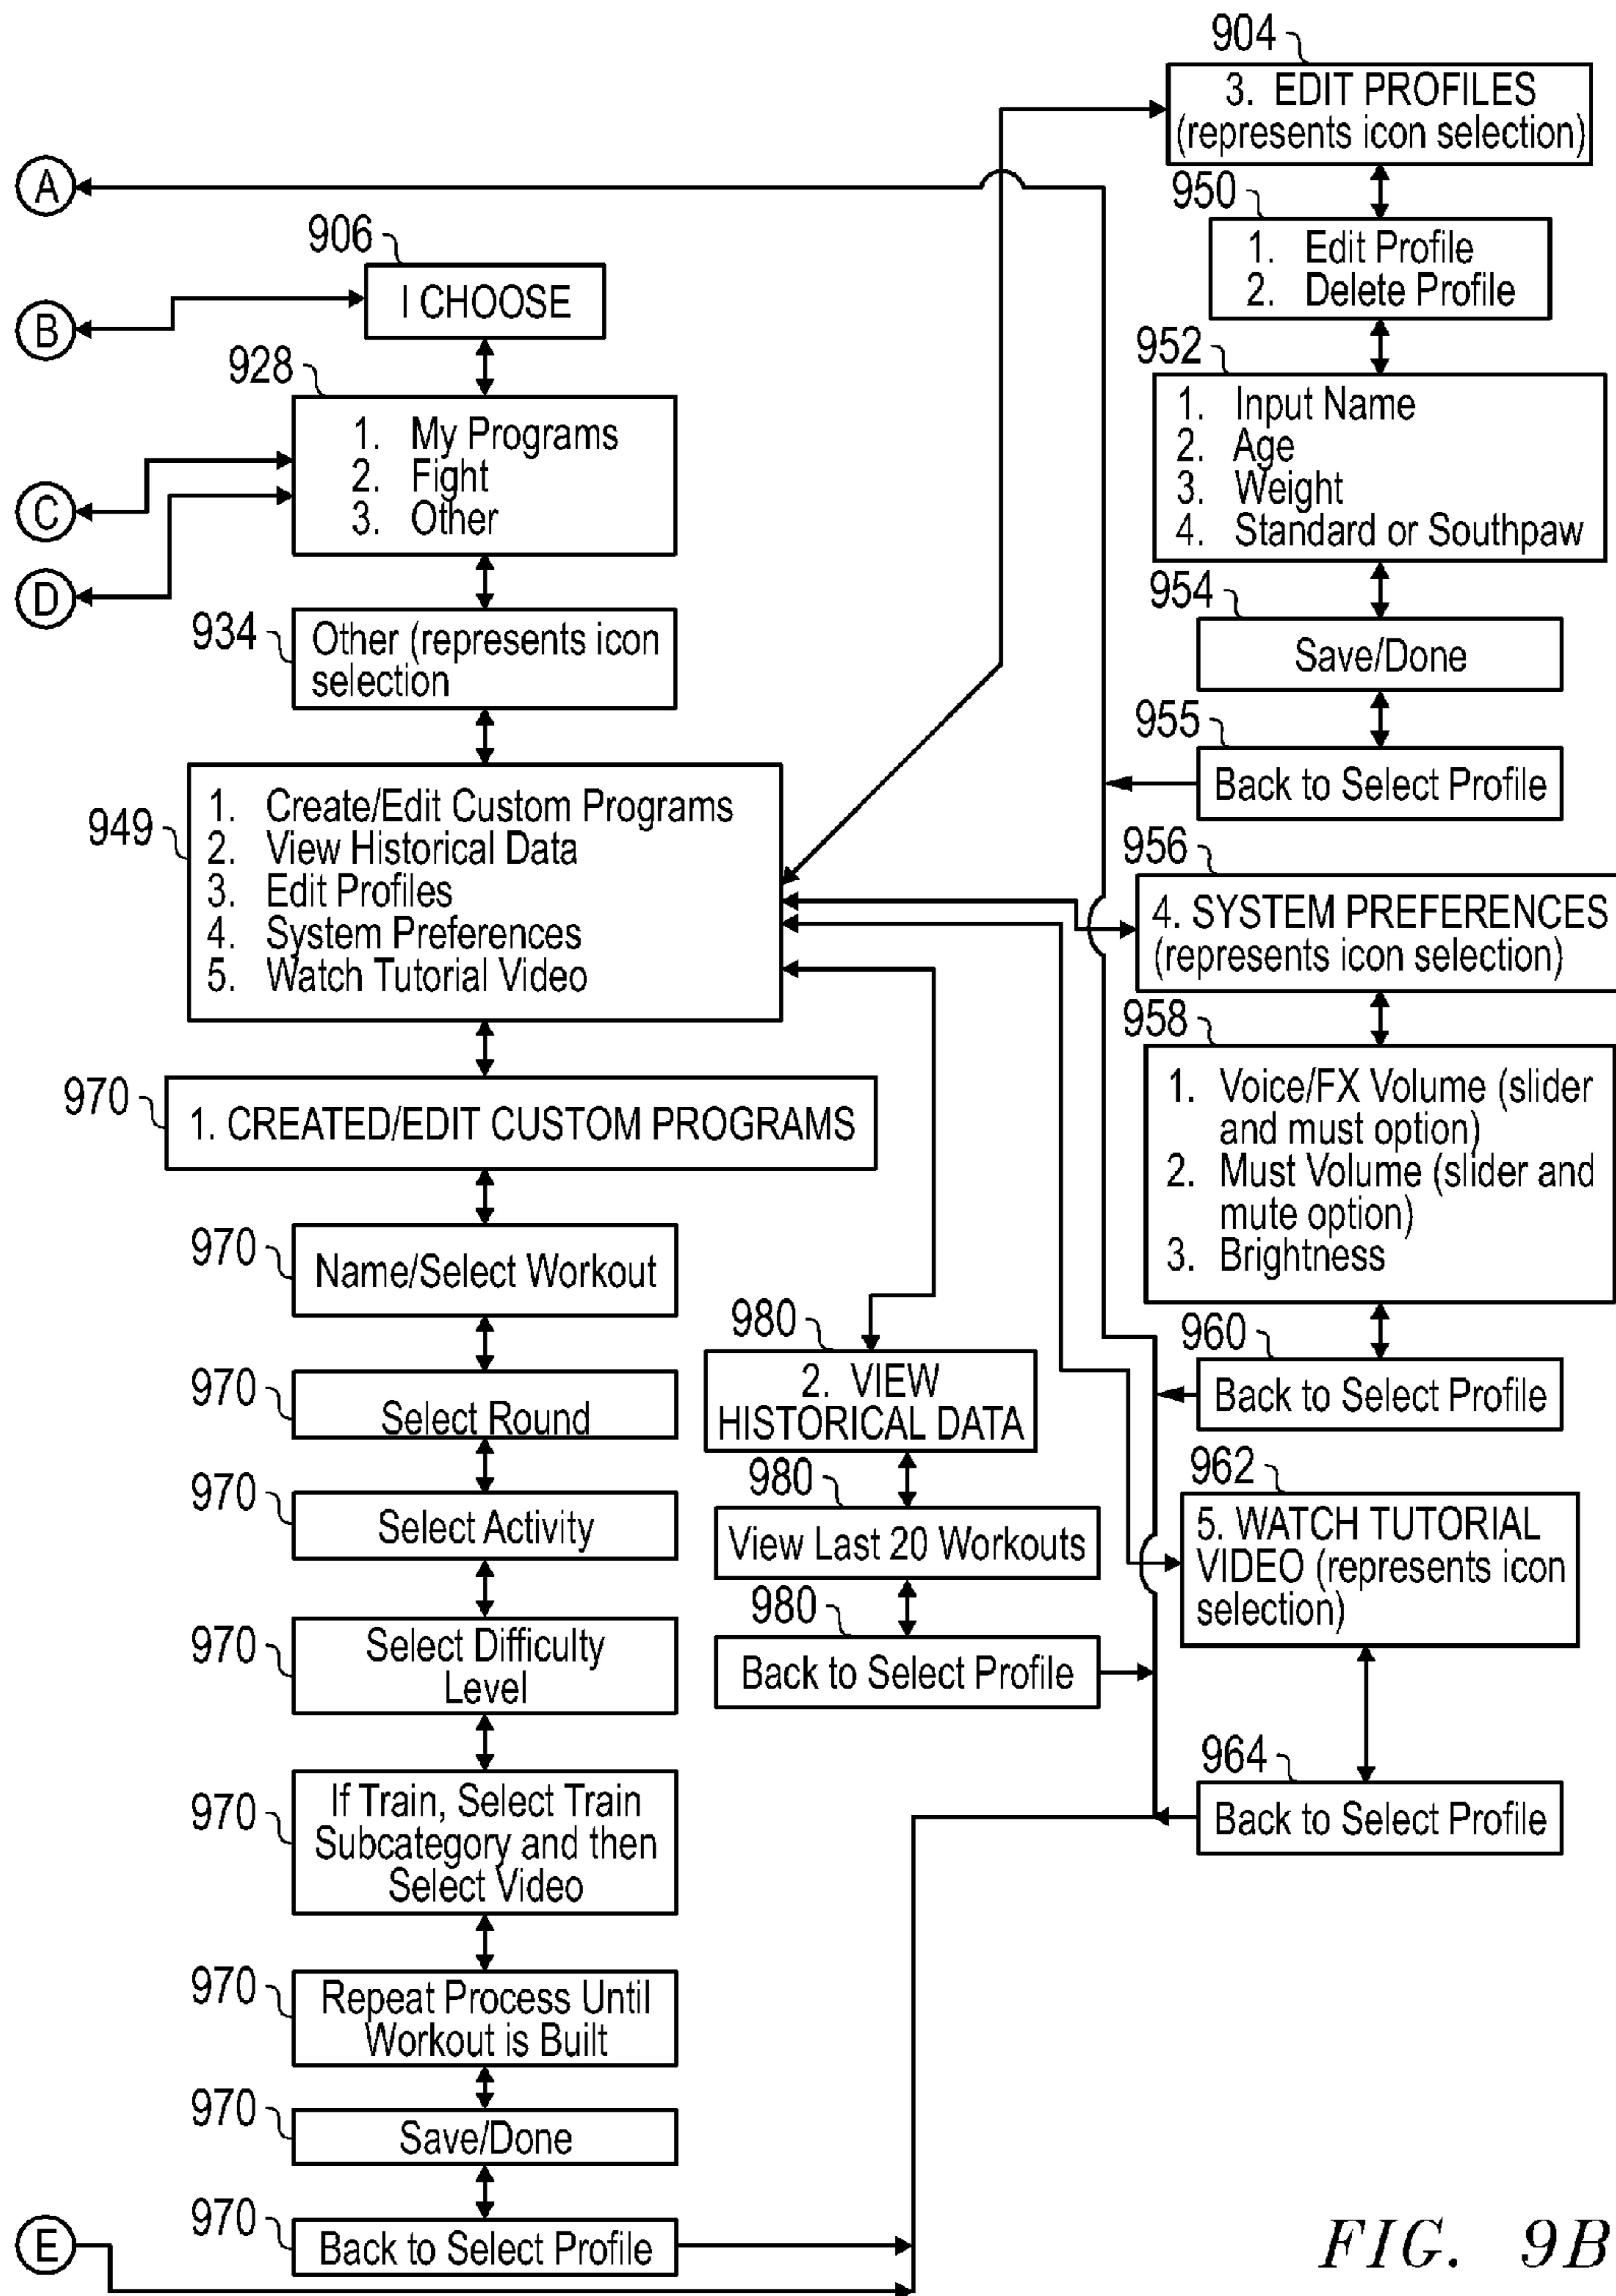 A
B
C
D
E
906
I CHOOSE
928
1. My Programs
2. Fight
3. Other
934
Other (represents icon
selection
949
1. Create/Edit Custom Programs
2. View Historical Data
3. Edit Profiles
4. System Preferences
5. Watch Tutorial Video
970
1. CREATED/EDIT CUSTOM PROGRAMS
970
Name/Select Workout
970
Select Round
970
Select Activity
970
Select Difficulty
Level
970
If Train, Select Train
Subcategory and then
Select Video
970
Repeat Process Until
Workout is Built
970
Save/Done
970
Back to Select Profile
980
2. VIEW
HISTORICAL DATA
980
View Last 20 Workouts
980
Back to Select Profile
904
3. EDIT PROFILES
(represents icon selection)
950
1. Edit Profile
2. Delete Profile
952
1. Input Name
2. Age
3. Weight
4. Standard or Southpaw
954
Save/Done
955
Back to Select Profile
956
4. SYSTEM PREFERENCES
(represents icon selection)
958
1. Voice/FX Volume (slider
and must option)
2. Must Volume (slider and
mute option)
3. Brightness
960
Back to Select Profile
962
5. WATCH TUTORIAL
VIDEO (represents icon
selection)
964
Back to Select Profile
FIG. 9B